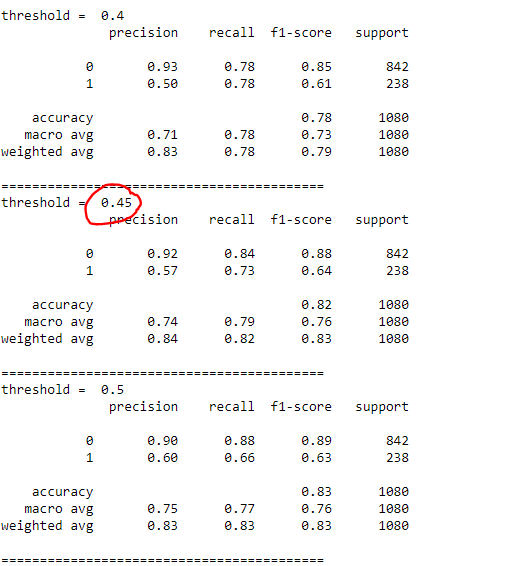 threshold =  0.4
precision recall f1-score support
0 0.93 0.78 0.85 842
1 0.50 0.78 0.61 238
accuracy 0.78 1080
macro avg 0.71 0.78 0.73 1080
weighted avg 0.83 0.78 0.79 1080
==========================================
threshold =  0.45
precision recall f1-score support
0 0.92 0.84 0.88 842
1 0.57 0.73 0.64 238
accuracy 0.82 1080
macro avg 0.74 0.79 0.76 1080
weighted avg 0.84 0.82 0.83 1080
==========================================
threshold =  0.5
precision recall f1-score support
0 0.90 0.88 0.89 842
1 0.60 0.66 0.63 238
accuracy 0.83 1080
macro avg 0.75 0.77 0.76 1080
weighted avg 0.83 0.83 0.83 1080
==========================================